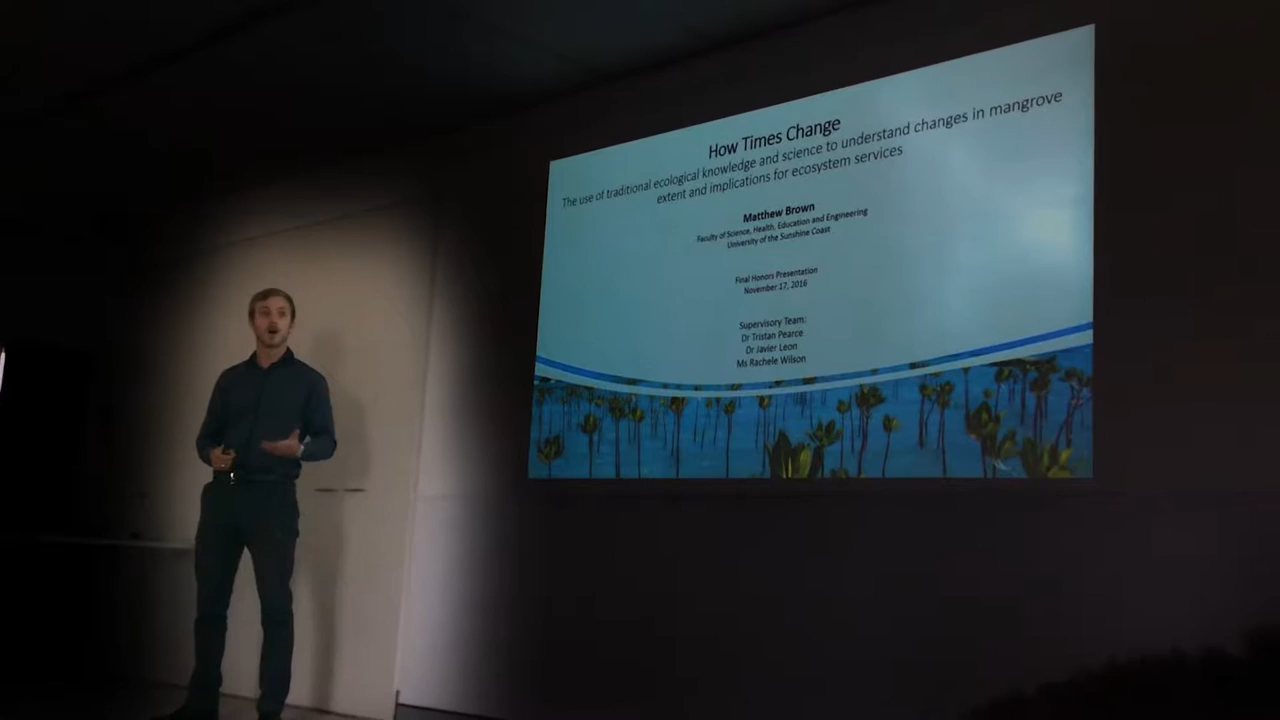 How Times Change
The use of traditional ecological knowledge and science to understand changes in mangrove
extent and implications for ecosystem services
Matthew Brown
Faculty of Science, Health, Education and Engineering
University of the Sunshine Coast
Final Honors Presentation
November 17, 2016
Supervisory Team:
Dr Tristan Pearce
Dr Javier Leon
Ms Rachele Wilson